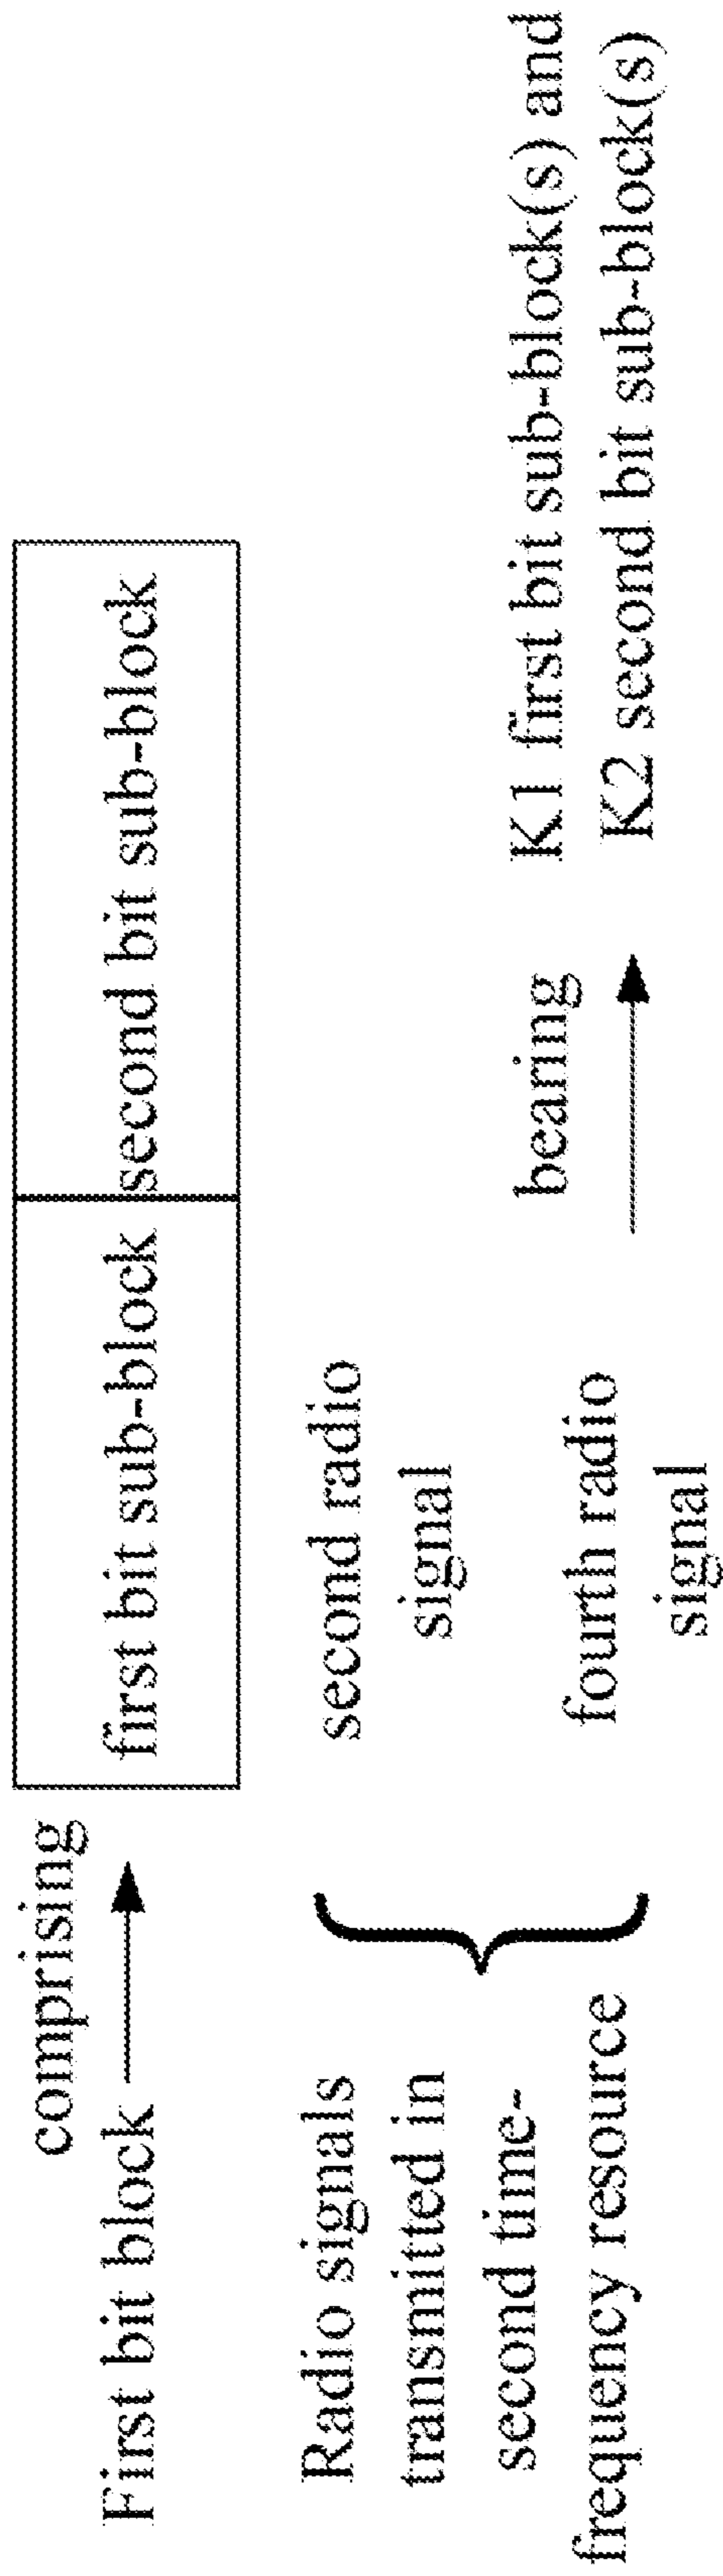 comprising
First bit block
first bit sub-block
second bit sub-block
Radio signals
transmitted in
second time-
frequency resource
second radio
signal
fourth radio
signal
bearing
K1 first bit sub-block(s) and
K2 second bit sub-block(s)